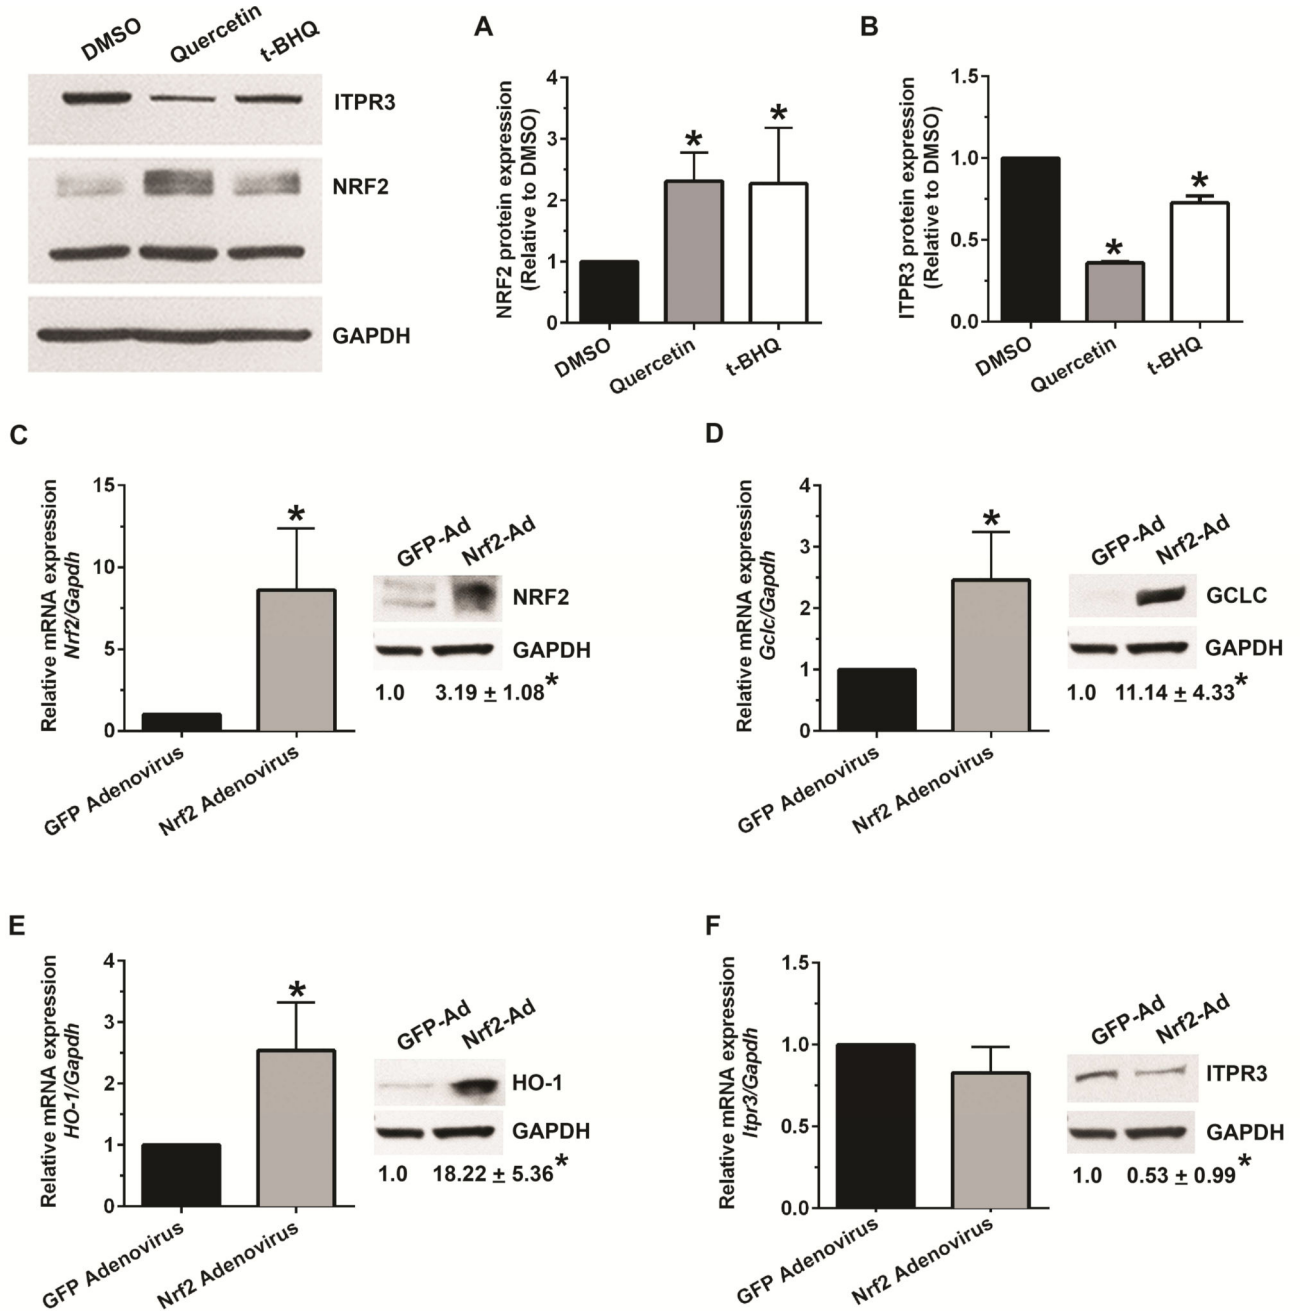 DMSO
Quercetin
t-BHQ
ITPR3
NRF2
GAPDH
A
NRF2 protein expression
(Relative to DMSO)
4
3
2
1
0
*
*
DMSO
Quercetin
t-BHQ
B
ITPR3 protein expression
(Relative to DMSO)
1.5
1.0
0.5
0.0
*
*
DMSO
Quercetin
t-BHQ
C
Relative mRNA expression
Nrf2/Gapdh
15
10
5
0
*
GFP Adenovirus
Nrf2 Adenovirus
GFP-Ad
Nrf2-Ad
NRF2
GAPDH
1.0 3.19 ± 1.08*
D
Relative mRNA expression
Gclc/Gapdh
4
3
2
1
0
*
GFP Adenovirus
Nrf2 Adenovirus
GFP-Ad
Nrf2-Ad
GCLC
GAPDH
1.0 11.14 ± 4.33*
E
Relative mRNA expression
HO-1/Gapdh
4
3
2
1
0
*
GFP Adenovirus
Nrf2 Adenovirus
GFP-Ad
Nrf2-Ad
HO-1
GAPDH
1.0 18.22 ± 5.36*
F
Relative mRNA expression
Itpr3/Gapdh
1.5
1.0
0.5
0.0
GFP Adenovirus
Nrf2 Adenovirus
GFP-Ad
Nrf2-Ad
ITPR3
GAPDH
1.0 0.53 ± 0.99*